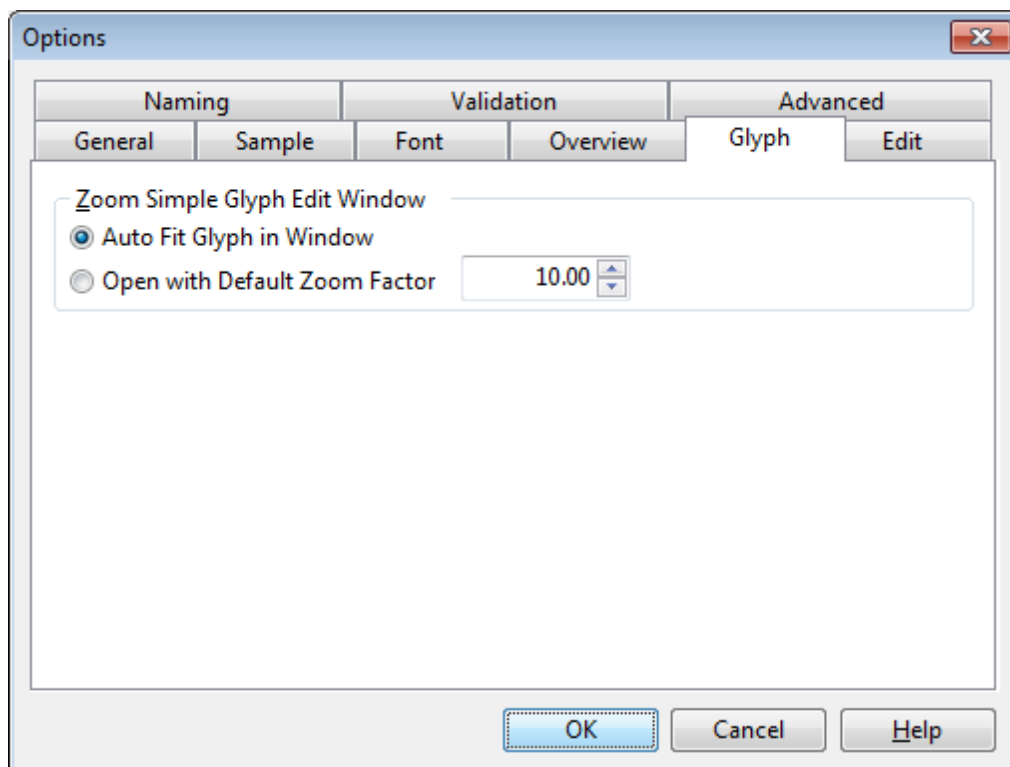 Options
Naming Validation Advanced
General Sample Font Overview Glyph Edit
Zoom Simple Glyph Edit Window
Auto Fit Glyph in Window
Open with Default Zoom Factor 10.00
OK Cancel Help